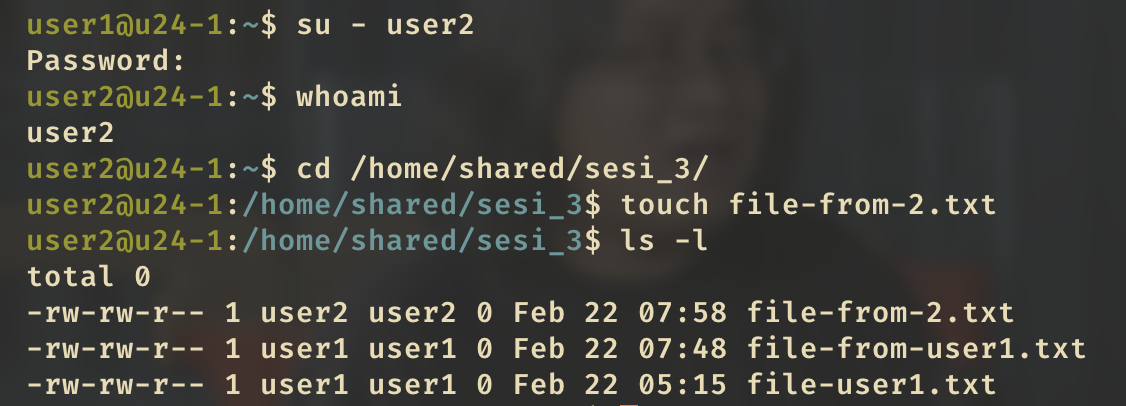 user1@u24-1:~$ su - user2
Password:
user2@u24-1:~$ whoami
user2
user2@u24-1:~$ cd /home/shared/sesi_3/
user2@u24-1:/home/shared/sesi_3$ touch file-from-2.txt
user2@u24-1:/home/shared/sesi_3$ ls -l
total 0
-rw-rw-r-- 1 user2 user2 0 Feb 22 07:58 file-from-2.txt
-rw-rw-r-- 1 user1 user1 0 Feb 22 07:48 file-from-user1.txt
-rw-rw-r-- 1 user1 user1 0 Feb 22 05:15 file-user1.txt